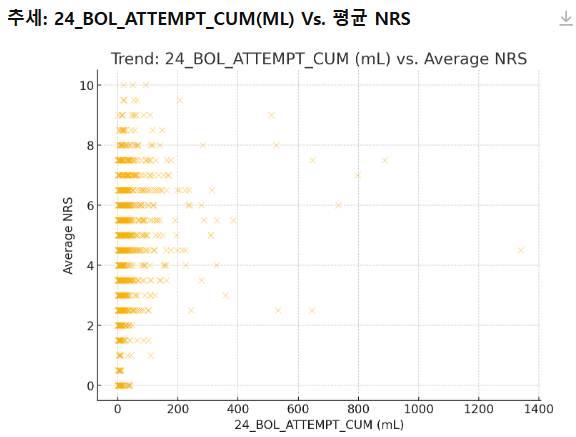 추세: 24_BOL_ATTEMPT_CUM(ML) Vs. 평균 NRS
Trend: 24_BOL_ATTEMPT_CUM (mL) vs. Average NRS
10
8
6
4
2
0
Average NRS
0 200 400 600 800 1000 1200 1400
24_BOL_ATTEMPT_CUM (mL)